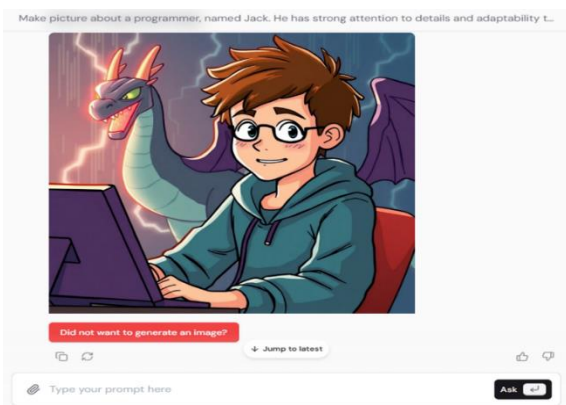 Make picture about a programmer, named Jack. He has strong attention to details and adaptability t...
Did not want to generate an image?
↓ Jump to latest
Type your prompt here
Ask